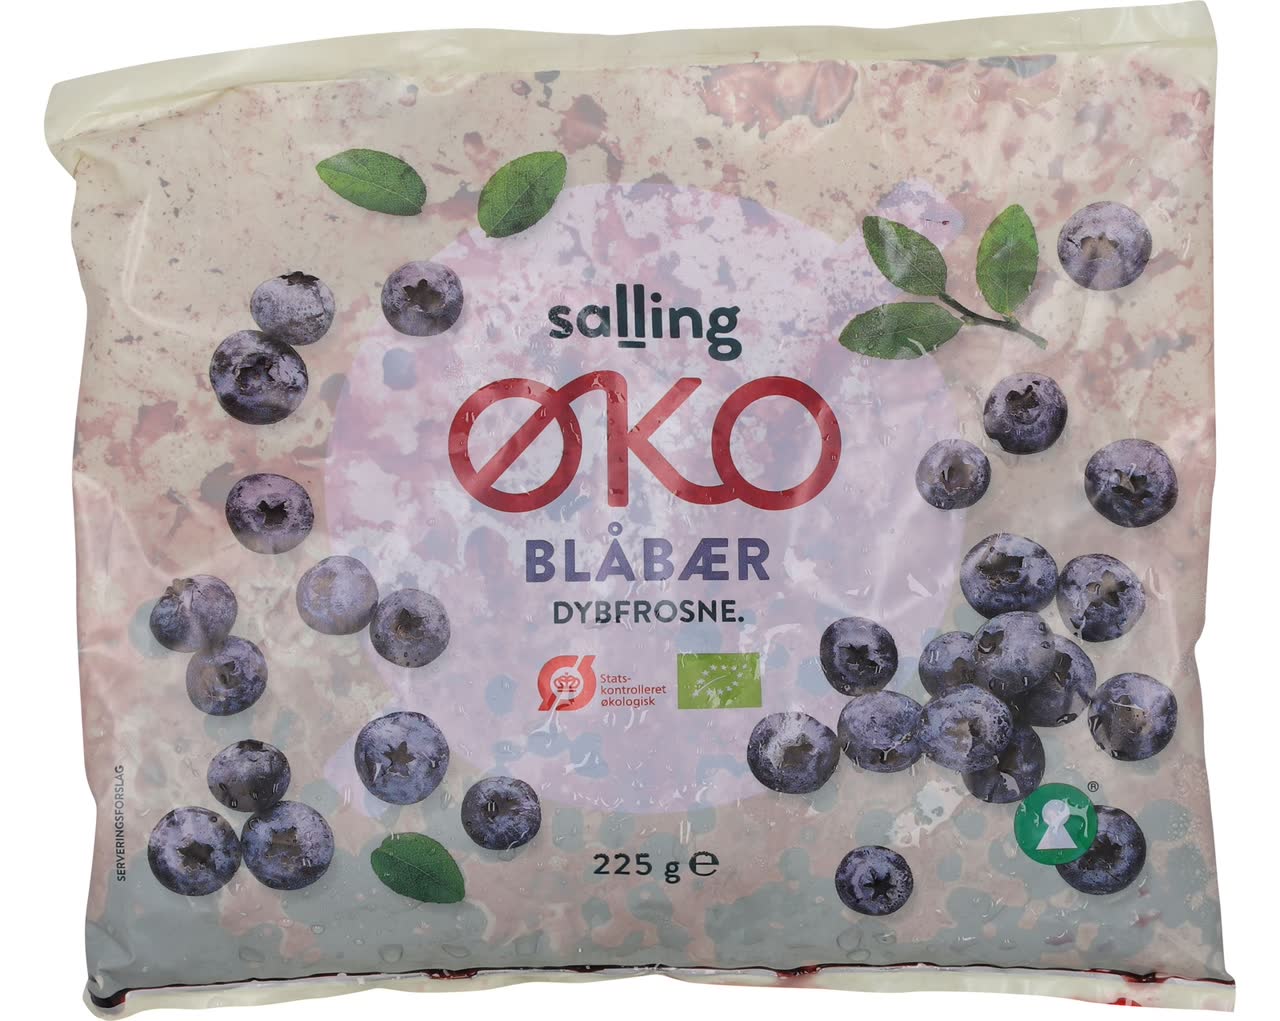 salling
ØKO
BLÅBÆR
DYBFROSNE.
Stats-
kontrolleret
økologisk
225 g ℮
®
SERVERINGSFORSLAG